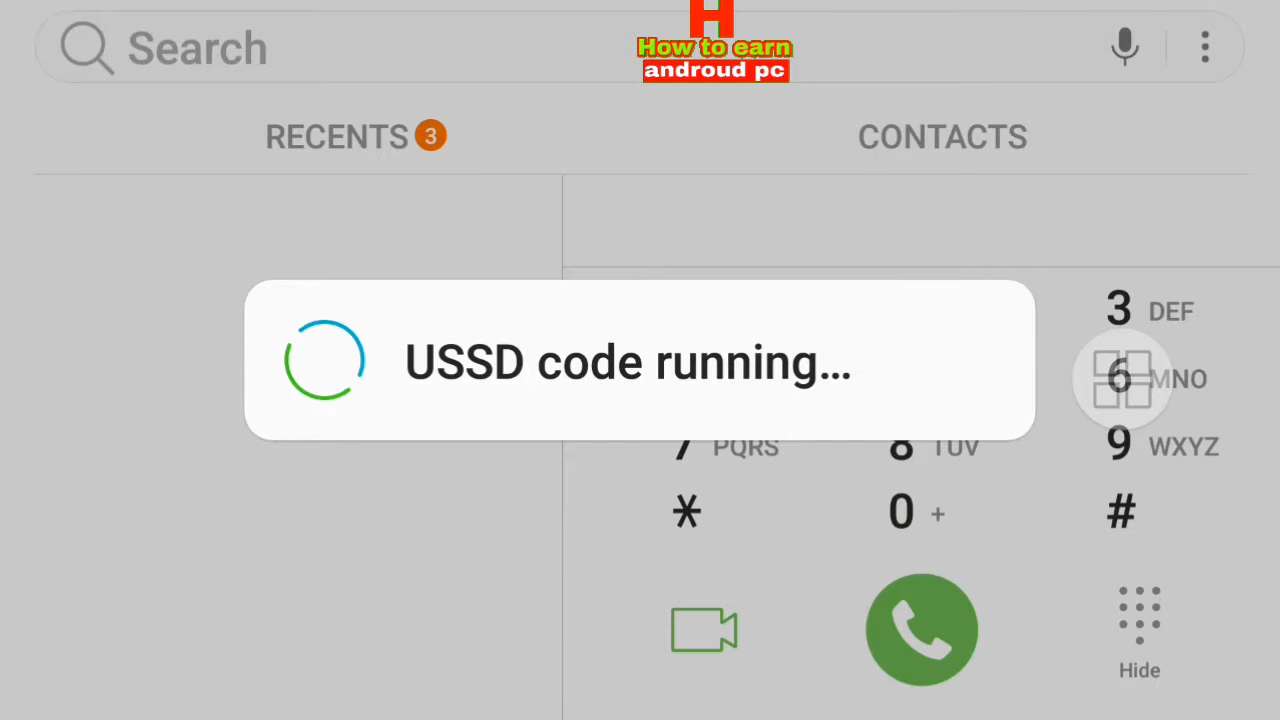 H
How to earn
androud pc
Search
RECENTS 3
CONTACTS
USSD code running...
3 DEF
6 MNO
7 PQRS
8 TUV
9 WXYZ
*
0 +
#
Hide